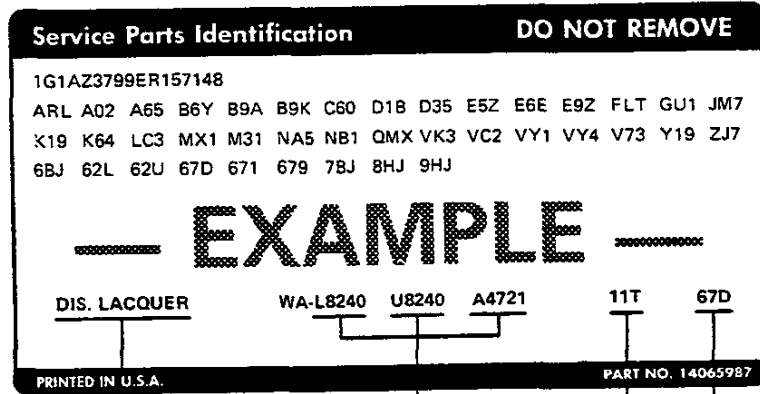 Service Parts Identification DO NOT REMOVE
1G1AZ3799ER157148
ARL A02 A65 B6Y B9A B9K C60 D1B D35 E5Z E6E E9Z FLT GU1 JM7
K19 K64 LC3 MX1 M31 NA5 NB1 QMX VK3 VC2 VY1 VY4 V73 Y19 ZJ7
6BJ 62L 62U 67D 671 679 7BJ 8HJ 9HJ
— EXAMPLE —
DIS. LACQUER WA-L8240 U8240 A4721 11T 67D
PRINTED IN U.S.A. PART NO. 14065987